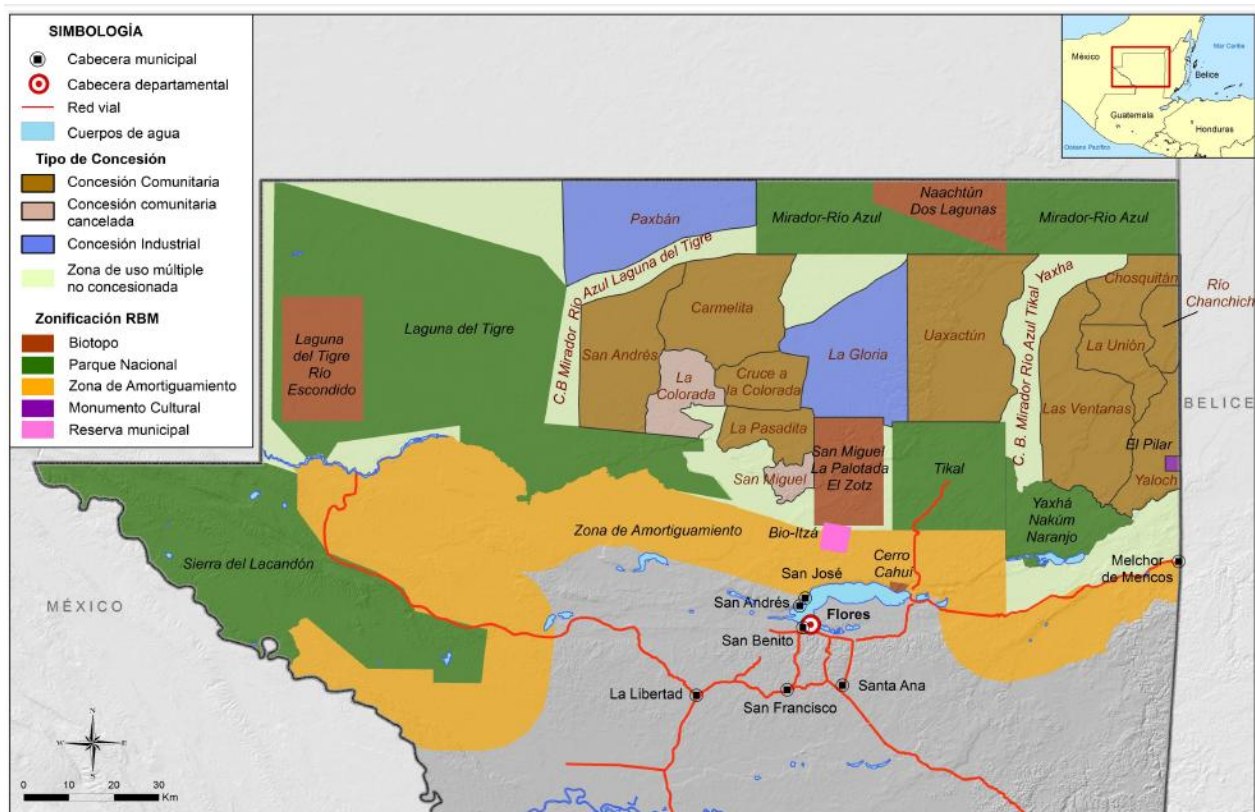 SIMBOLOGÍA
Cabecera municipal
Cabecera departamental
Red vial
Cuerpos de agua
Tipo de Concesión
Concesión Comunitaria
Concesión comunitaria
cancelada
Concesión Industrial
Zona de uso múltiple
no concesionada
Zonificación RBM
Biotopo
Parque Nacional
Zona de Amortiguamiento
Monumento Cultural
Reserva municipal
México
Mar Caribe
Belice
Guatemala
Honduras
Océano Pacífico
Paxbán
Mirador-Río Azul
Naachtún
Dos Lagunas
Mirador-Río Azul
C.B Mirador Río Azul Laguna del Tigre
C. B. Mirador Río Azul Tikal Yaxha
Chosquitán
Río
Chanchich
Laguna
del Tigre
Río
Escondido
Laguna del Tigre
San Andrés
Carmelita
La
Colorada
Cruce a
la Colorada
La Gloria
Uaxactún
La Unión
Las Ventanas
La Pasadita
San Miguel
San Miguel
La Palotada
El Zotz
Tikal
El Pilar
Yaloch
Yaxhá
Nakúm
Naranjo
BELICE
Zona de Amortiguamiento
Bio-Itzá
Cerro
Cahuí
Melchor
de Mencos
Sierra del Lacandón
MÉXICO
San José
San Andrés
Flores
San Benito
La Libertad
San Francisco
Santa Ana
N
W
E
S
0 10 20 30
Km